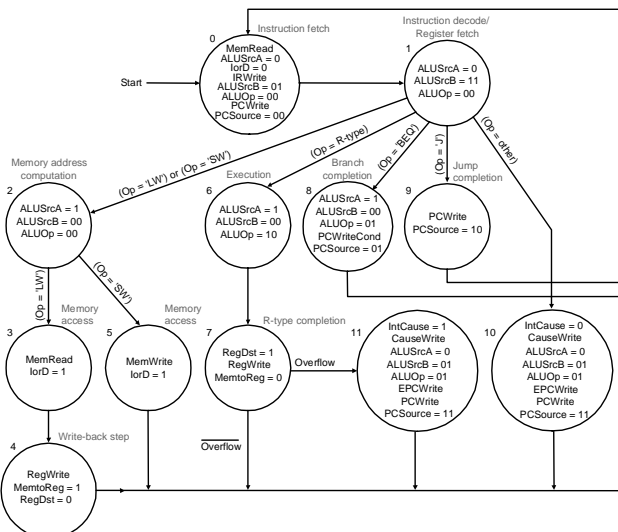 Instruction fetch
0
MemRead
ALUSrcA = 0
IorD = 0
IRWrite
ALUSrcB = 01
ALUOp = 00
PCWrite
PCSource = 00
Start
Instruction decode/
Register fetch
1
ALUSrcA = 0
ALUSrcB = 11
ALUOp = 00
(Op = 'LW') or (Op = 'SW')
(Op = R-type)
(Op = 'BEQ')
(Op = 'J')
(Op = other)
Memory address
computation
2
ALUSrcA = 1
ALUSrcB = 00
ALUOp = 00
Execution
6
ALUSrcA = 1
ALUSrcB = 00
ALUOp = 10
Branch
completion
8
ALUSrcA = 1
ALUSrcB = 00
ALUOp = 01
PCWriteCond
PCSource = 01
Jump
completion
9
PCWrite
PCSource = 10
(Op = 'LW')
(Op = 'SW')
Memory
access
3
MemRead
IorD = 1
Memory
access
5
MemWrite
IorD = 1
R-type completion
7
RegDst = 1
RegWrite
MemtoReg = 0
Overflow
Overflow
11
IntCause = 1
CauseWrite
ALUSrcA = 0
ALUSrcB = 01
ALUOp = 01
EPCWrite
PCWrite
PCSource = 11
10
IntCause = 0
CauseWrite
ALUSrcA = 0
ALUSrcB = 01
ALUOp = 01
EPCWrite
PCWrite
PCSource = 11
Write-back step
4
RegWrite
MemtoReg = 1
RegDst = 0